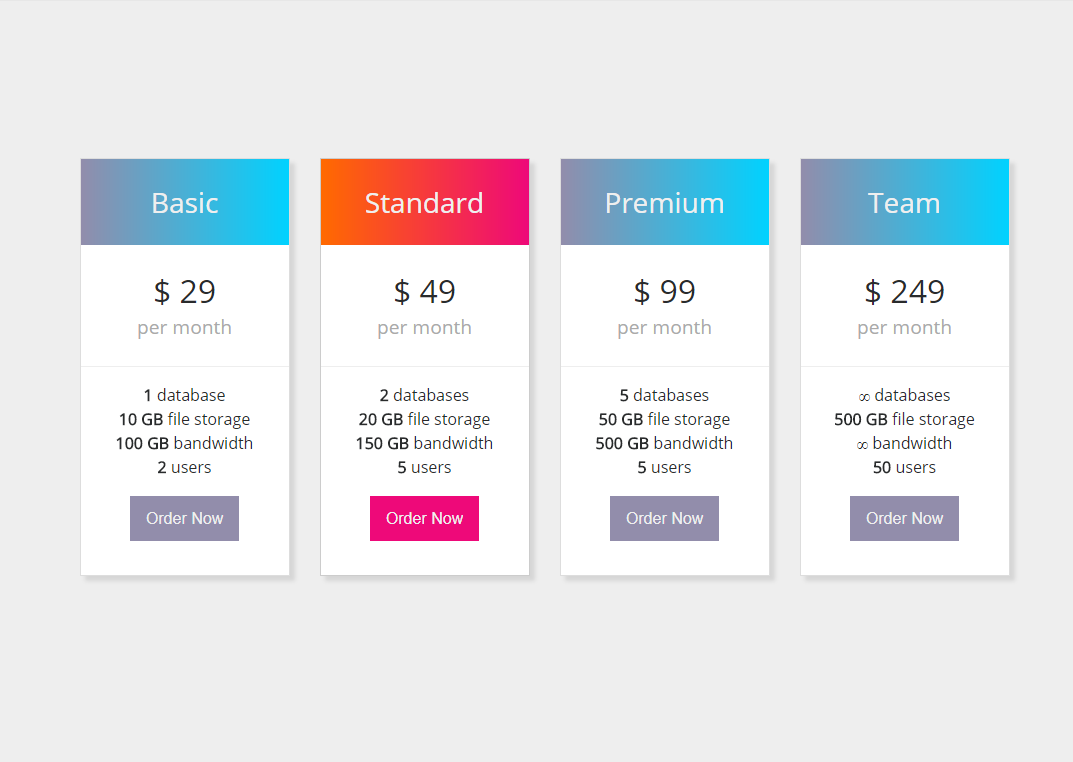 Basic
$ 29
per month
1 database
10 GB file storage
100 GB bandwidth
2 users
Order Now
Standard
$ 49
per month
2 databases
20 GB file storage
150 GB bandwidth
5 users
Order Now
Premium
$ 99
per month
5 databases
50 GB file storage
500 GB bandwidth
5 users
Order Now
Team
$ 249
per month
∞ databases
500 GB file storage
∞ bandwidth
50 users
Order Now